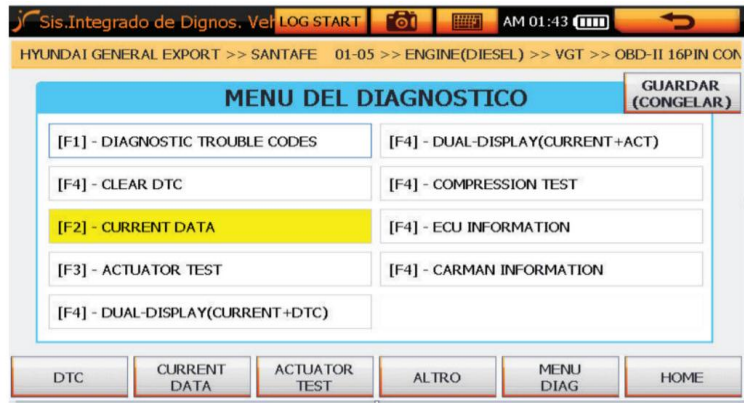 Sis.Integrado de Dignos. Veh LOG START AM 01:43
HYUNDAI GENERAL EXPORT >> SANTAFE 01-05 >> ENGINE(DIESEL) >> VGT >> OBD-II 16PIN CON
MENU DEL DIAGNOSTICO
GUARDAR
(CONGELAR)
[F1] - DIAGNOSTIC TROUBLE CODES
[F4] - CLEAR DTC
[F2] - CURRENT DATA
[F3] - ACTUATOR TEST
[F4] - DUAL-DISPLAY(CURRENT+DTC)
[F4] - DUAL-DISPLAY(CURRENT+ACT)
[F4] - COMPRESSION TEST
[F4] - ECU INFORMATION
[F4] - CARMAN INFORMATION
DTC
CURRENT
DATA
ACTUATOR
TEST
ALTRO
MENU
DIAG
HOME